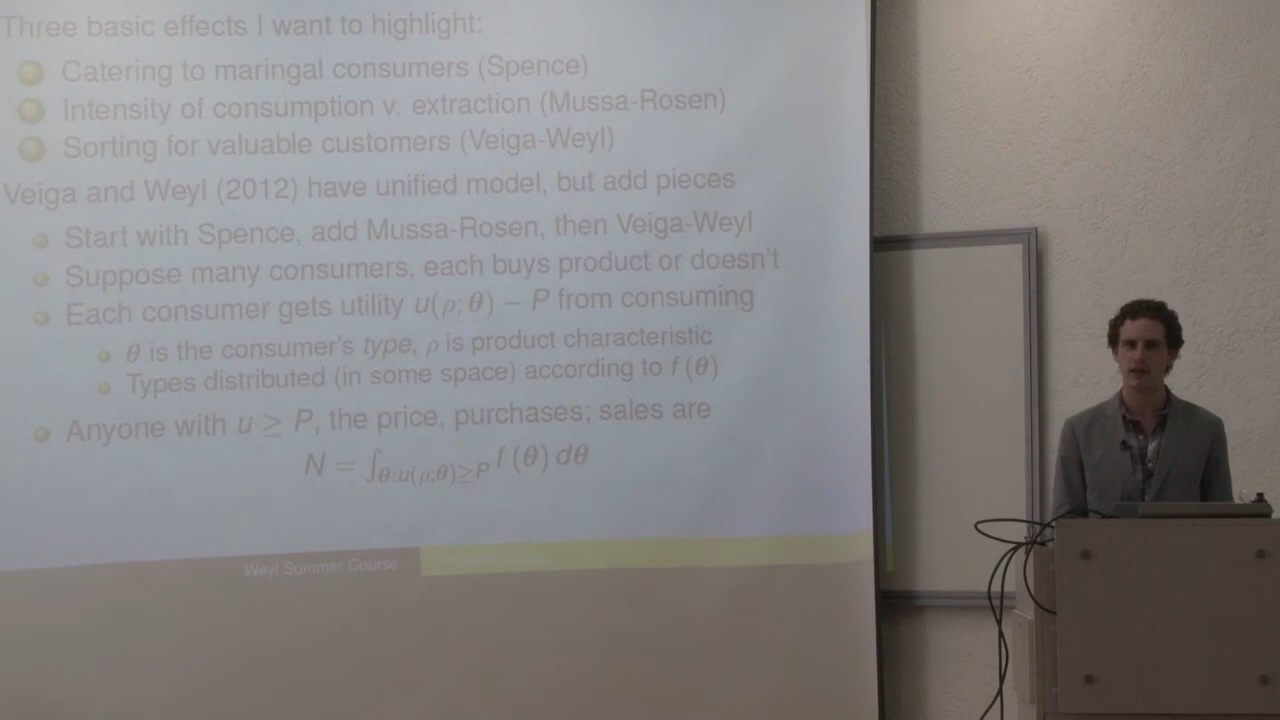 Three basic effects I want to highlight:
Catering to maringal consumers (Spence)
Intensity of consumption v. extraction (Mussa-Rosen)
Sorting for valuable customers (Veiga-Weyl)
Veiga and Weyl (2012) have unified model, but add pieces
Start with Spence, add Mussa-Rosen, then Veiga-Weyl
Suppose many consumers, each buys product or doesn't
Each consumer gets utility u(ρ; θ) − P from consuming
θ is the consumer's type, ρ is product characteristic
Types distributed (in some space) according to f (θ)
Anyone with u ≥ P, the price, purchases; sales are
N = ∫θ:u(ρ;θ)≥P f (θ) dθ
Weyl Summer Course